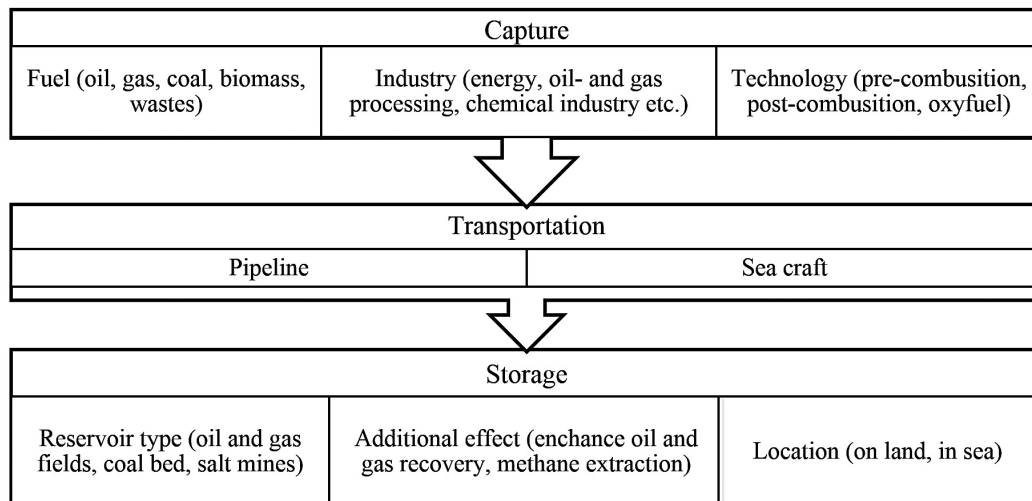 Capture
Fuel (oil, gas, coal, biomass,
wastes)
Industry (energy, oil- and gas
processing, chemical industry etc.)
Technology (pre-combusition,
post-combusition, oxyfuel)
Transportation
Pipeline
Sea craft
Storage
Reservoir type (oil and gas
fields, coal bed, salt mines)
Additional effect (enchance oil and
gas recovery, methane extraction)
Location (on land, in sea)